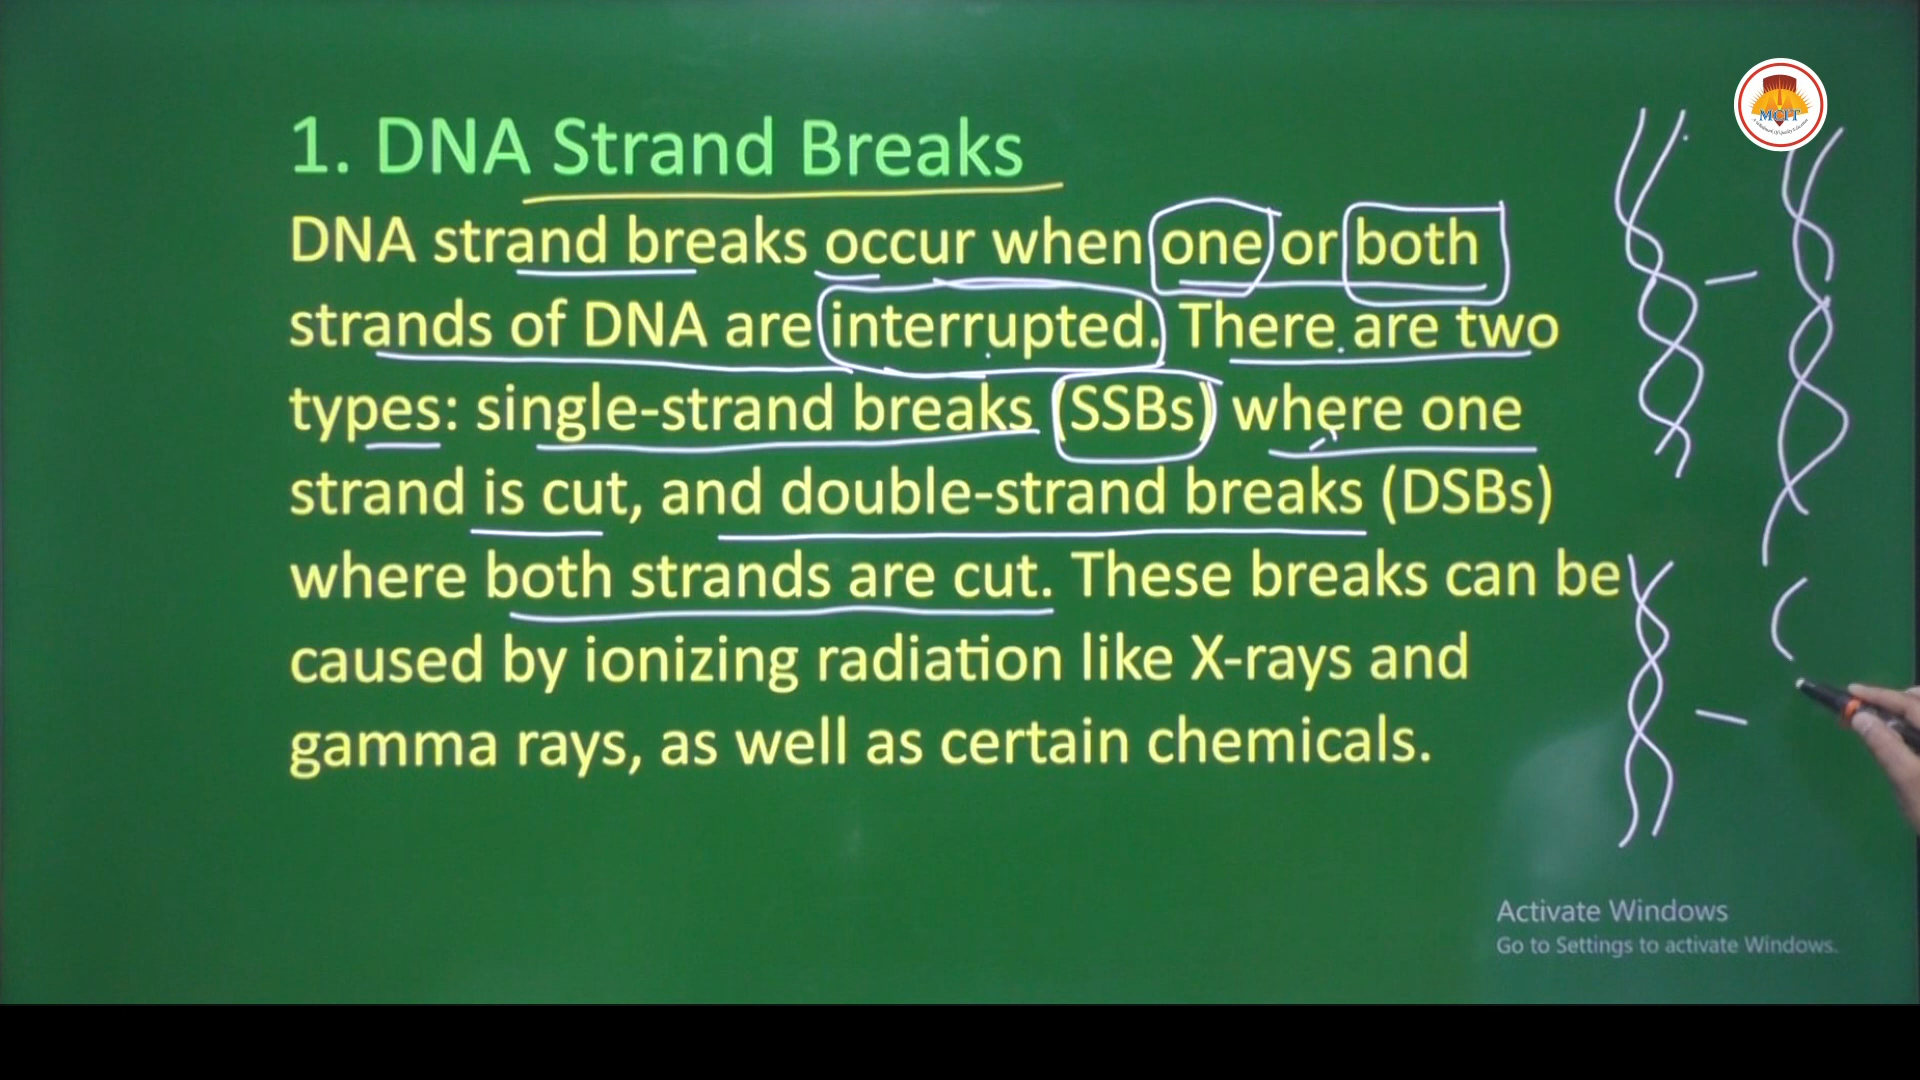 MCPT
1. DNA Strand Breaks
DNA strand breaks occur when one or both
strands of DNA are interrupted. There are two
types: single-strand breaks (SSBs) where one
strand is cut, and double-strand breaks (DSBs)
where both strands are cut. These breaks can be
caused by ionizing radiation like X-rays and
gamma rays, as well as certain chemicals.
Activate Windows
Go to Settings to activate Windows.